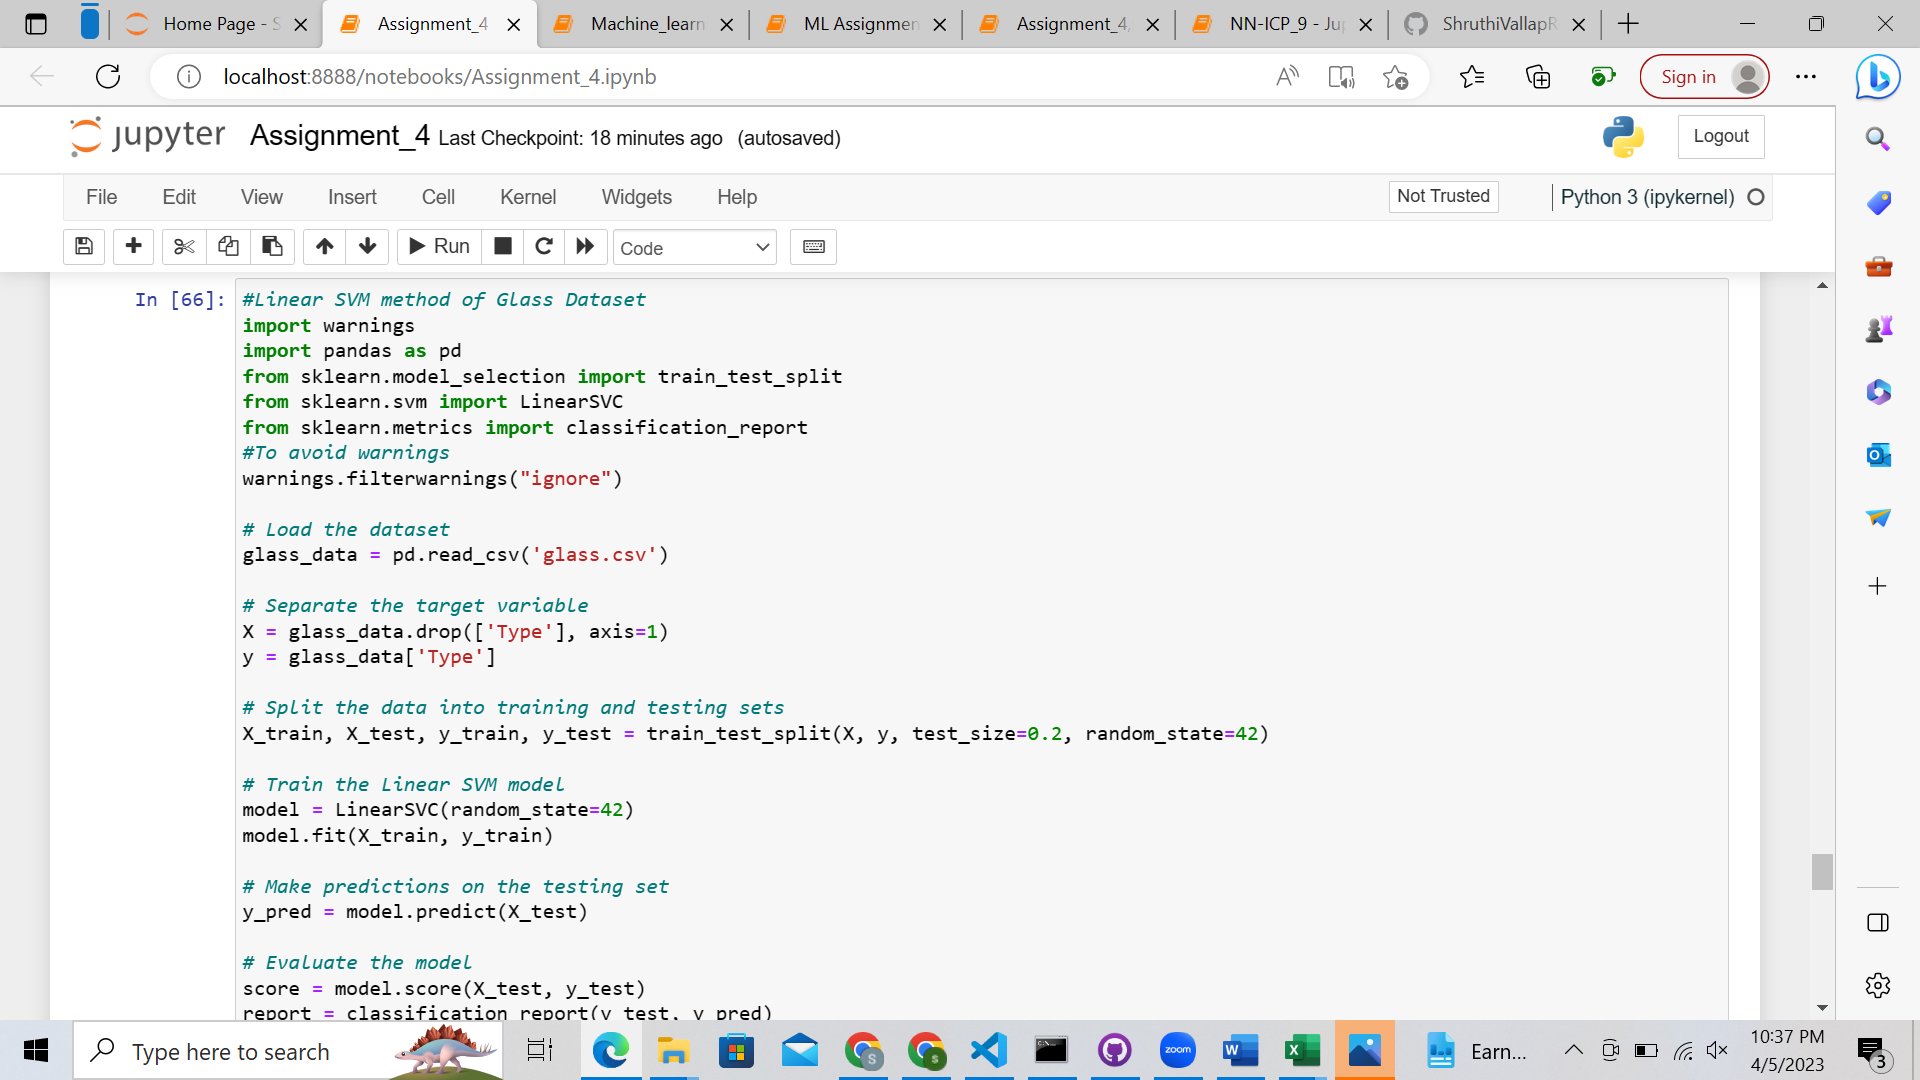 Home Page - S
Assignment_4
Machine_learn
ML Assignmen
Assignment_4
NN-ICP_9 - Ju
ShruthiVallapR
localhost:8888/notebooks/Assignment_4.ipynb
Sign in
jupyter Assignment_4 Last Checkpoint: 18 minutes ago (autosaved)
Logout
File Edit View Insert Cell Kernel Widgets Help
Not Trusted
Python 3 (ipykernel)
Run
Code
In [66]:
#Linear SVM method of Glass Dataset
import warnings
import pandas as pd
from sklearn.model_selection import train_test_split
from sklearn.svm import LinearSVC
from sklearn.metrics import classification_report
#To avoid warnings
warnings.filterwarnings("ignore")
# Load the dataset
glass_data = pd.read_csv('glass.csv')
# Separate the target variable
X = glass_data.drop(['Type'], axis=1)
y = glass_data['Type']
# Split the data into training and testing sets
X_train, X_test, y_train, y_test = train_test_split(X, y, test_size=0.2, random_state=42)
# Train the Linear SVM model
model = LinearSVC(random_state=42)
model.fit(X_train, y_train)
# Make predictions on the testing set
y_pred = model.predict(X_test)
# Evaluate the model
score = model.score(X_test, y_test)
report = classification_report(y_test, y_pred)
Type here to search
zoom
Earn...
10:37 PM
4/5/2023
3